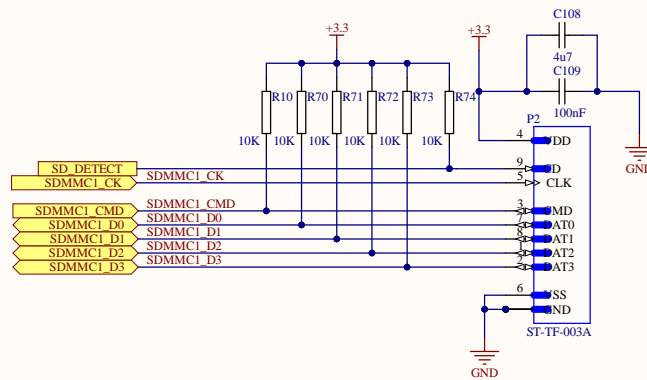 C108
+3.3
+3.3
4u7
C109
R10 R70 R71 R72 R73 R74
100nF
P2
10K 10K 10K 10K 10K 10K
4 VDD
GND
SD_DETECT 9 CD
SDMMC1_CK SDMMC1_CK 5 CLK
SDMMC1_CMD SDMMC1_CMD 3 CMD
SDMMC1_D0 SDMMC1_D0 7 DAT0
SDMMC1_D1 SDMMC1_D1 8 DAT1
SDMMC1_D2 SDMMC1_D2 1 DAT2
SDMMC1_D3 SDMMC1_D3 2 DAT3
6 VSS
GND
ST-TF-003A
GND